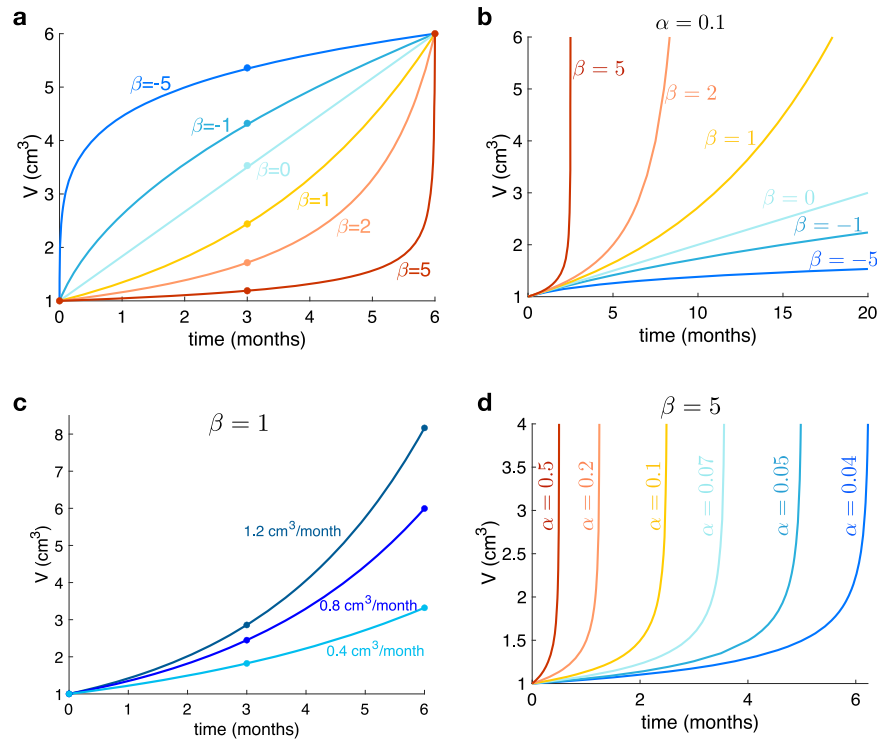 a
V (cm³)
6
5
4
3
2
1
β=-5
β=-1
β=0
β=1
β=2
β=5
0 1 2 3 4 5 6
time (months)
b
α = 0.1
V (cm³)
6
5
4
3
2
1
β = 5
β = 2
β = 1
β = 0
β = −1
β = −5
0 5 10 15 20
time (months)
c
β = 1
V (cm³)
8
7
6
5
4
3
2
1
1.2 cm³/month
0.8 cm³/month
0.4 cm³/month
0 1 2 3 4 5 6
time (months)
d
β = 5
V (cm³)
4
3.5
3
2.5
2
1.5
1
α = 0.5
α = 0.2
α = 0.1
α = 0.07
α = 0.05
α = 0.04
0 2 4 6
time (months)